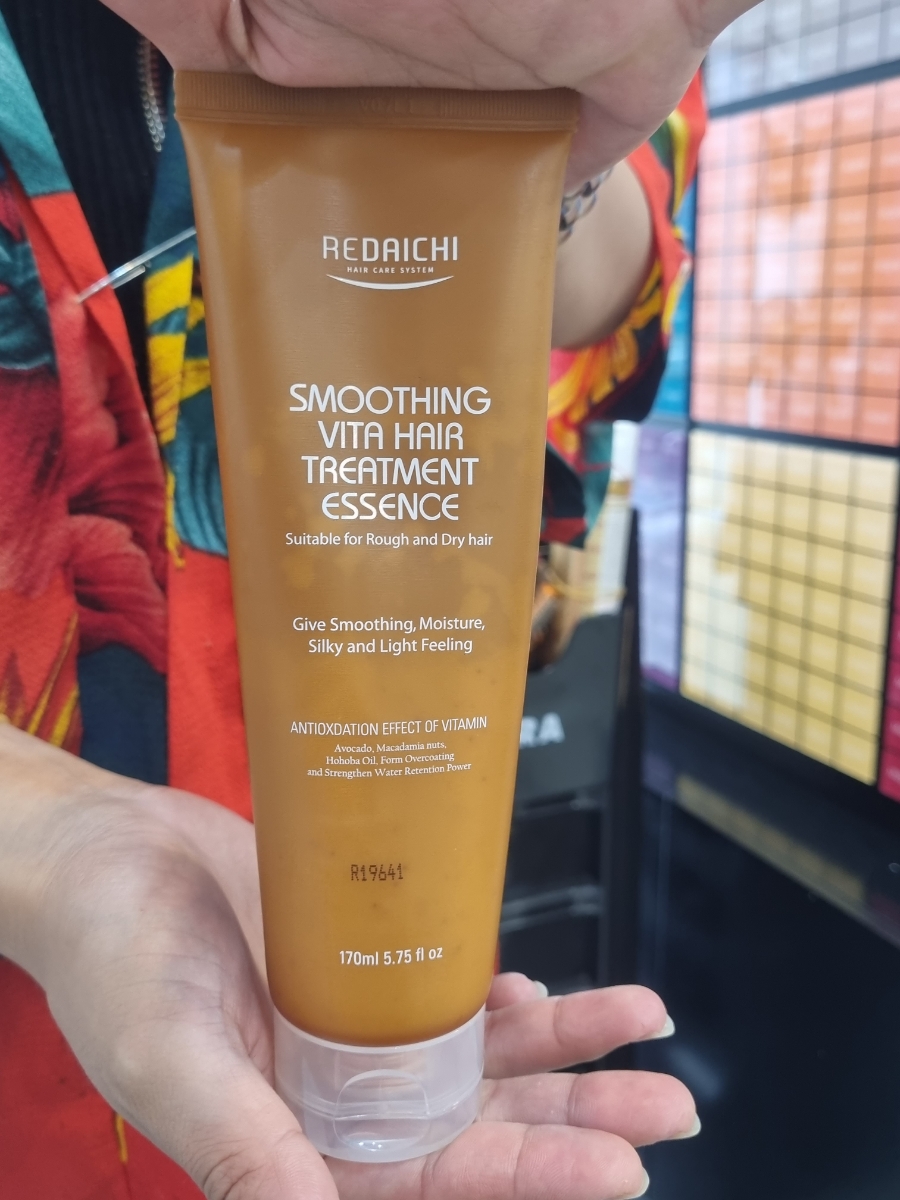 REDAICHI
HAIR CARE SYSTEM
SMOOTHING
VITA HAIR
TREATMENT
ESSENCE
Suitable for Rough and Dry hair
Give Smoothing, Moisture,
Silky and Light Feeling
ANTIOXDATION EFFECT OF VITAMIN
Avocado, Macadamia nuts,
Hohoba Oil, Form Overcoating
and Strengthen Water Retention Power
R19641
170ml 5.75 fl oz